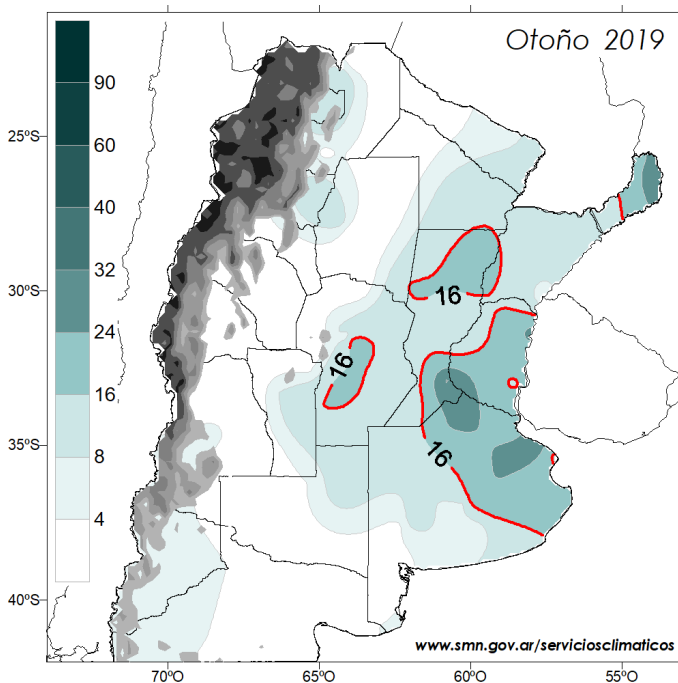 Otoño 2019
90
60
40
32
24
16
8
4
25ºS
30ºS
35ºS
40ºS
16
16
16
www.smn.gov.ar/serviciosclimaticos
70ºO
65ºO
60ºO
55ºO